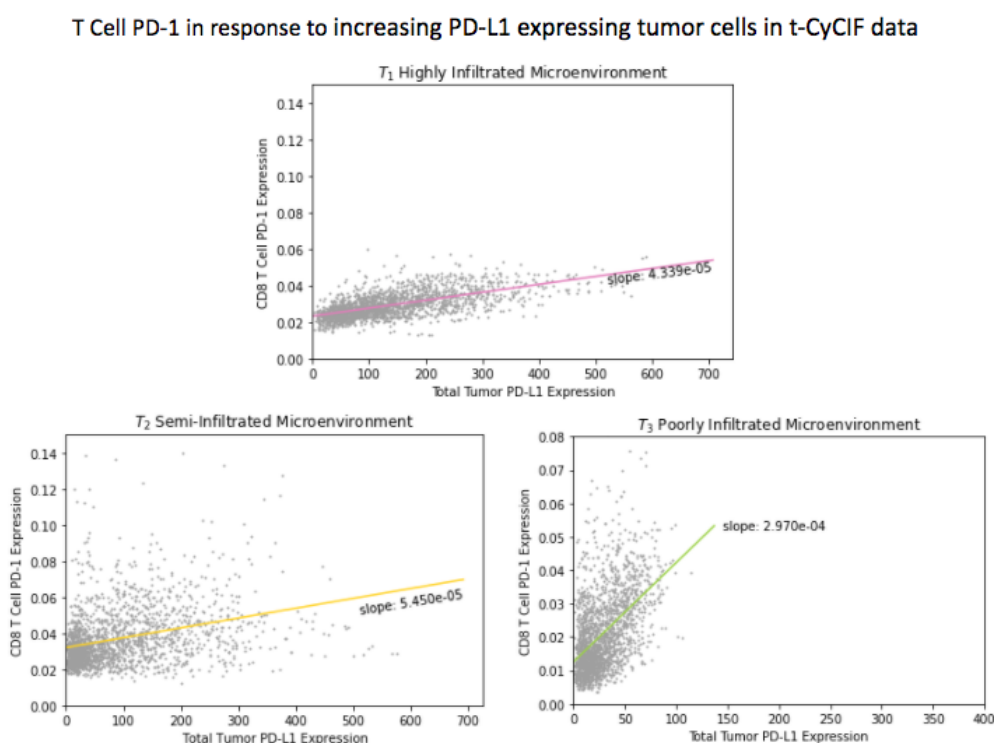 T Cell PD-1 in response to increasing PD-L1 expressing tumor cells in t-CyCIF data
T1 Highly Infiltrated Microenvironment
0.14
0.12
0.10
0.08
0.06
0.04
0.02
0.00
CD8 T Cell PD-1 Expression
slope: 4.339e-05
0 100 200 300 400 500 600 700
Total Tumor PD-L1 Expression
T2 Semi-Infiltrated Microenvironment
0.14
0.12
0.10
0.08
0.06
0.04
0.02
0.00
CD8 T Cell PD-1 Expression
slope: 5.450e-05
0 100 200 300 400 500 600 700
Total Tumor PD-L1 Expression
T3 Poorly Infiltrated Microenvironment
0.08
0.07
0.06
0.05
0.04
0.03
0.02
0.01
0.00
CD8 T Cell PD-1 Expression
slope: 2.970e-04
0 50 100 150 200 250 300 350 400
Total Tumor PD-L1 Expression